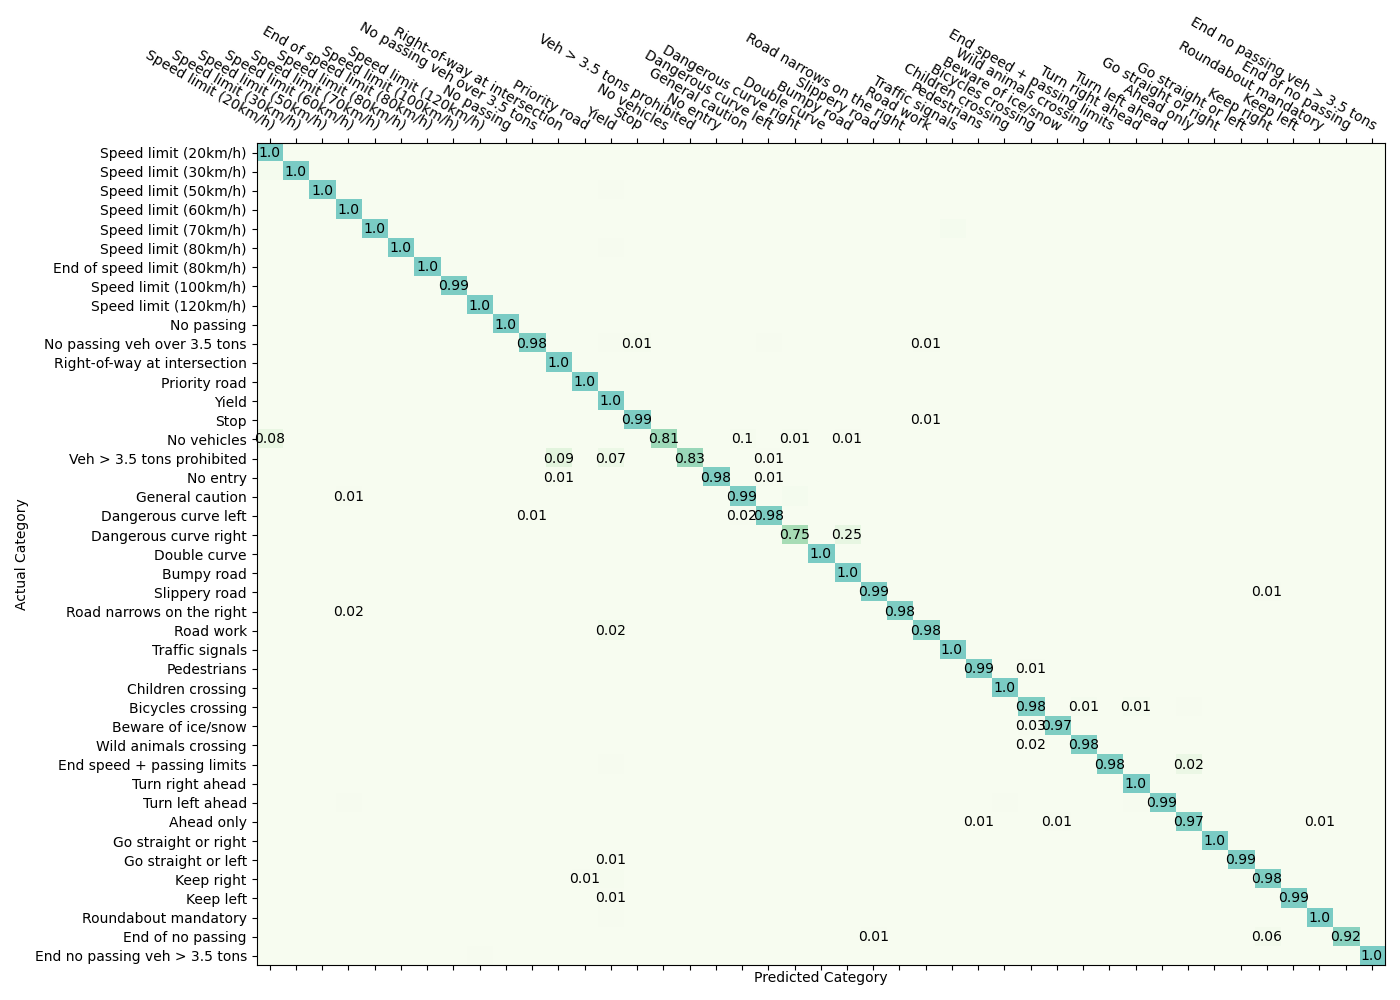 Speed limit (20km/h)
Speed limit (30km/h)
Speed limit (50km/h)
Speed limit (60km/h)
Speed limit (70km/h)
Speed limit (80km/h)
End of speed limit (80km/h)
Speed limit (100km/h)
Speed limit (120km/h)
No passing
No passing veh over 3.5 tons
Right-of-way at intersection
Priority road
Yield
Stop
No vehicles
Veh > 3.5 tons prohibited
No entry
General caution
Dangerous curve left
Dangerous curve right
Double curve
Bumpy road
Slippery road
Road narrows on the right
Road work
Traffic signals
Pedestrians
Children crossing
Bicycles crossing
Beware of ice/snow
Wild animals crossing
End speed + passing limits
Turn right ahead
Turn left ahead
Ahead only
Go straight or right
Go straight or left
Keep right
Keep left
Roundabout mandatory
End of no passing
End no passing veh > 3.5 tons
Actual Category
Speed limit (20km/h) 1.0
Speed limit (30km/h) 1.0
Speed limit (50km/h) 1.0
Speed limit (60km/h) 1.0
Speed limit (70km/h) 1.0
Speed limit (80km/h) 1.0
End of speed limit (80km/h) 1.0
Speed limit (100km/h) 0.99
Speed limit (120km/h) 1.0
No passing 1.0
No passing veh over 3.5 tons 0.98 0.01 0.01
Right-of-way at intersection 1.0
Priority road 1.0
Yield 1.0
Stop 0.99 0.01
No vehicles 0.08 0.81 0.1 0.01 0.01
Veh > 3.5 tons prohibited 0.09 0.07 0.83 0.01
No entry 0.01 0.98 0.01
General caution 0.01 0.99
Dangerous curve left 0.01 0.02 0.98
Dangerous curve right 0.75 0.25
Double curve 1.0
Bumpy road 1.0
Slippery road 0.99 0.01
Road narrows on the right 0.02 0.98
Road work 0.02 0.98
Traffic signals 1.0
Pedestrians 0.99 0.01
Children crossing 1.0
Bicycles crossing 0.98 0.01 0.01
Beware of ice/snow 0.03 0.97
Wild animals crossing 0.02 0.98
End speed + passing limits 0.98 0.02
Turn right ahead 1.0
Turn left ahead 0.99
Ahead only 0.01 0.01 0.97 0.01
Go straight or right 1.0
Go straight or left 0.01 0.99
Keep right 0.01 0.98
Keep left 0.01 0.99
Roundabout mandatory 1.0
End of no passing 0.01 0.06 0.92
End no passing veh > 3.5 tons 1.0
Predicted Category